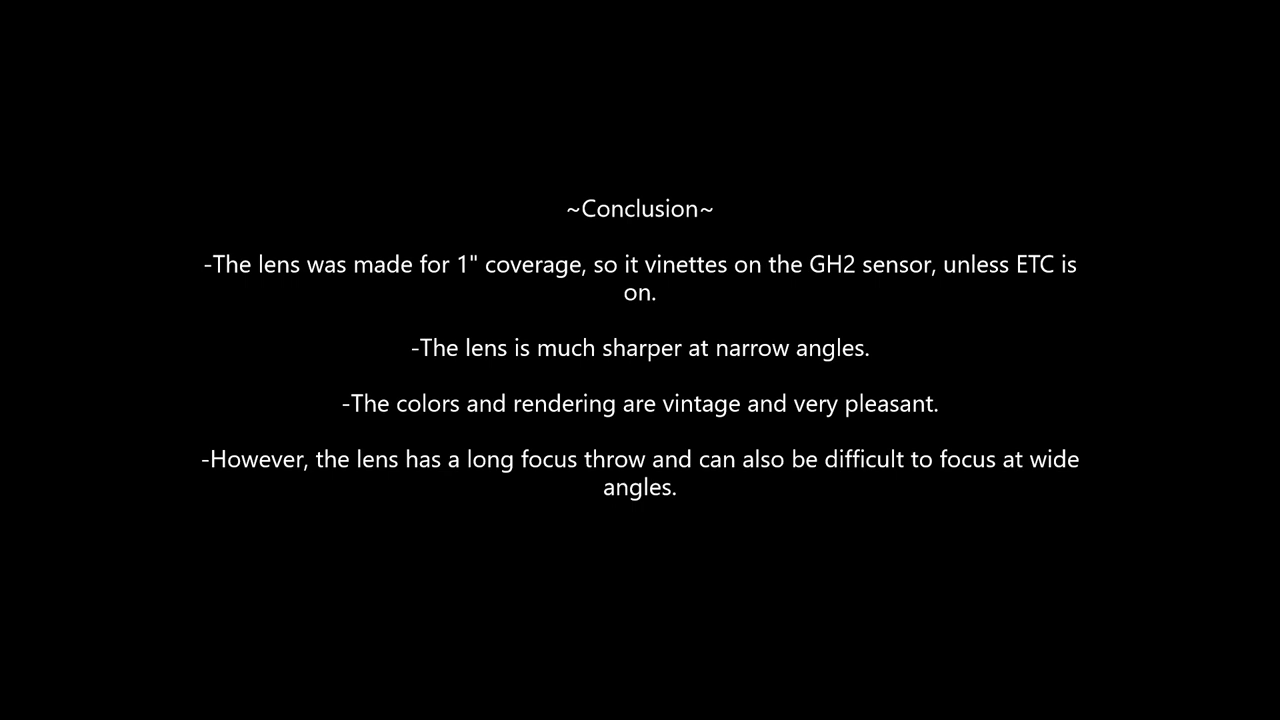 ~Conclusion~
-The lens was made for 1" coverage, so it vinettes on the GH2 sensor, unless ETC is
on.
-The lens is much sharper at narrow angles.
-The colors and rendering are vintage and very pleasant.
-However, the lens has a long focus throw and can also be difficult to focus at wide
angles.